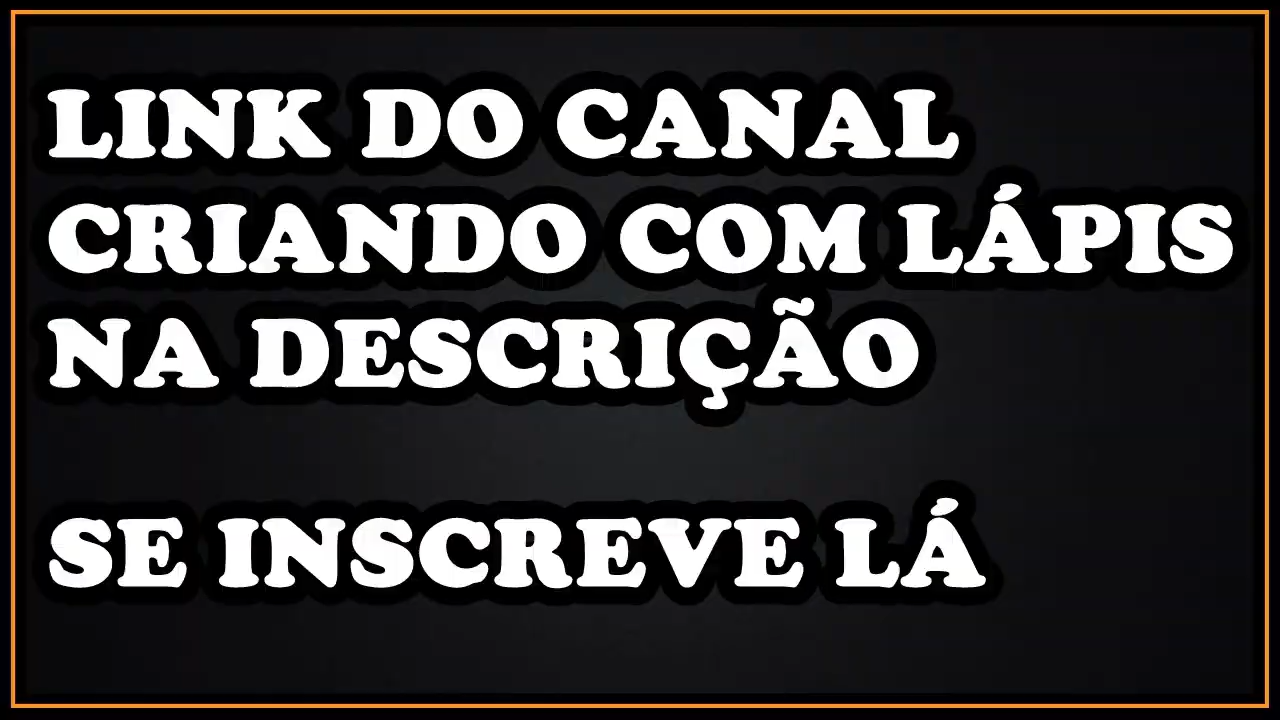 LINK DO CANAL
CRIANDO COM LÁPIS
NA DESCRIÇÃO
SE INSCREVE LÁ